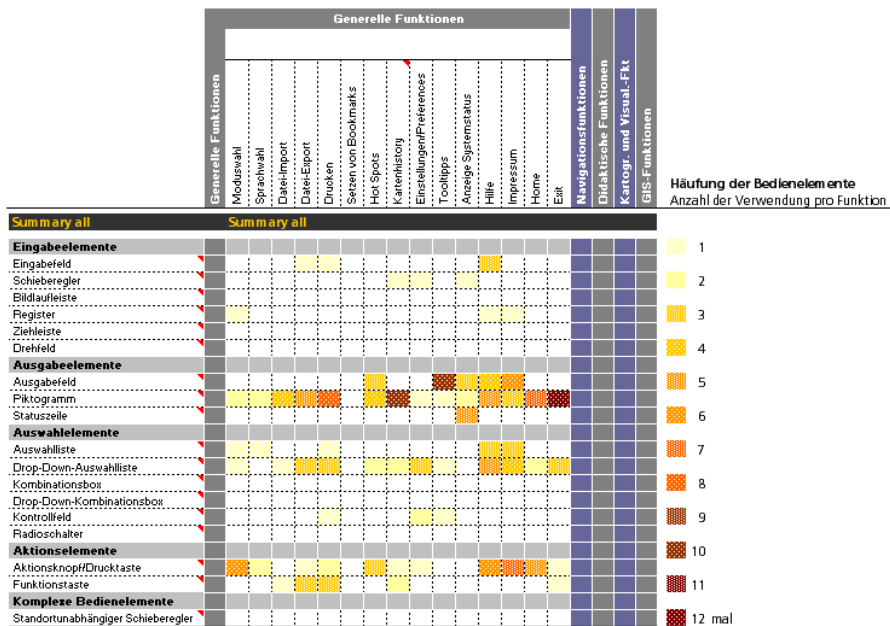 Generelle Funktionen
Generelle Funktionen
Moduswahl
Sprachwahl
Datei-Import
Datei-Export
Drucken
Setzen von Bookmarks
Hot Spots
Kartenhistory
Einstellungen/Preferences
Tooltipps
Anzeige Systemstatus
Hilfe
Impressum
Home
Exit
Navigationsfunktionen
Didaktische Funktionen
Kartogr. und Visual.-Fkt
GIS-Funktionen
Häufung der Bedienelemente
Anzahl der Verwendung pro Funktion
Summary all Summary all
Eingabeelemente
Eingabefeld
Schieberegler
Bildlaufleiste
Register
Ziehleiste
Drehfeld
Ausgabeelemente
Ausgabefeld
Piktogramm
Statuszeile
Auswahlelemente
Auswahlliste
Drop-Down-Auswahlliste
Kombinationsbox
Drop-Down-Kombinationsbox
Kontrollfeld
Radioschalter
Aktionselemente
Aktionsknopf/Drucktaste
Funktionstaste
Komplexe Bedienelemente
Standortunabhängiger Schieberegler
1
2
3
4
5
6
7
8
9
10
11
12 mal